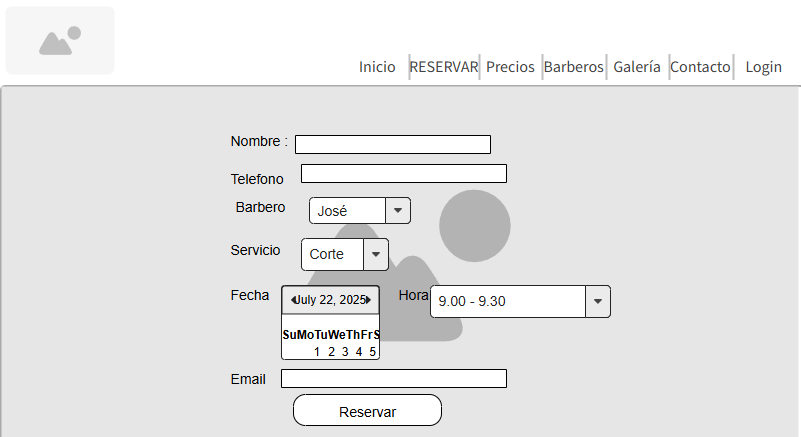 Inicio RESERVAR Precios Barberos Galería Contacto Login
Nombre :
Telefono
Barbero José
Servicio Corte
Fecha July 22, 2025 Hora 9.00 - 9.30
SuMoTuWeThFrS
1 2 3 4 5
Email
Reservar